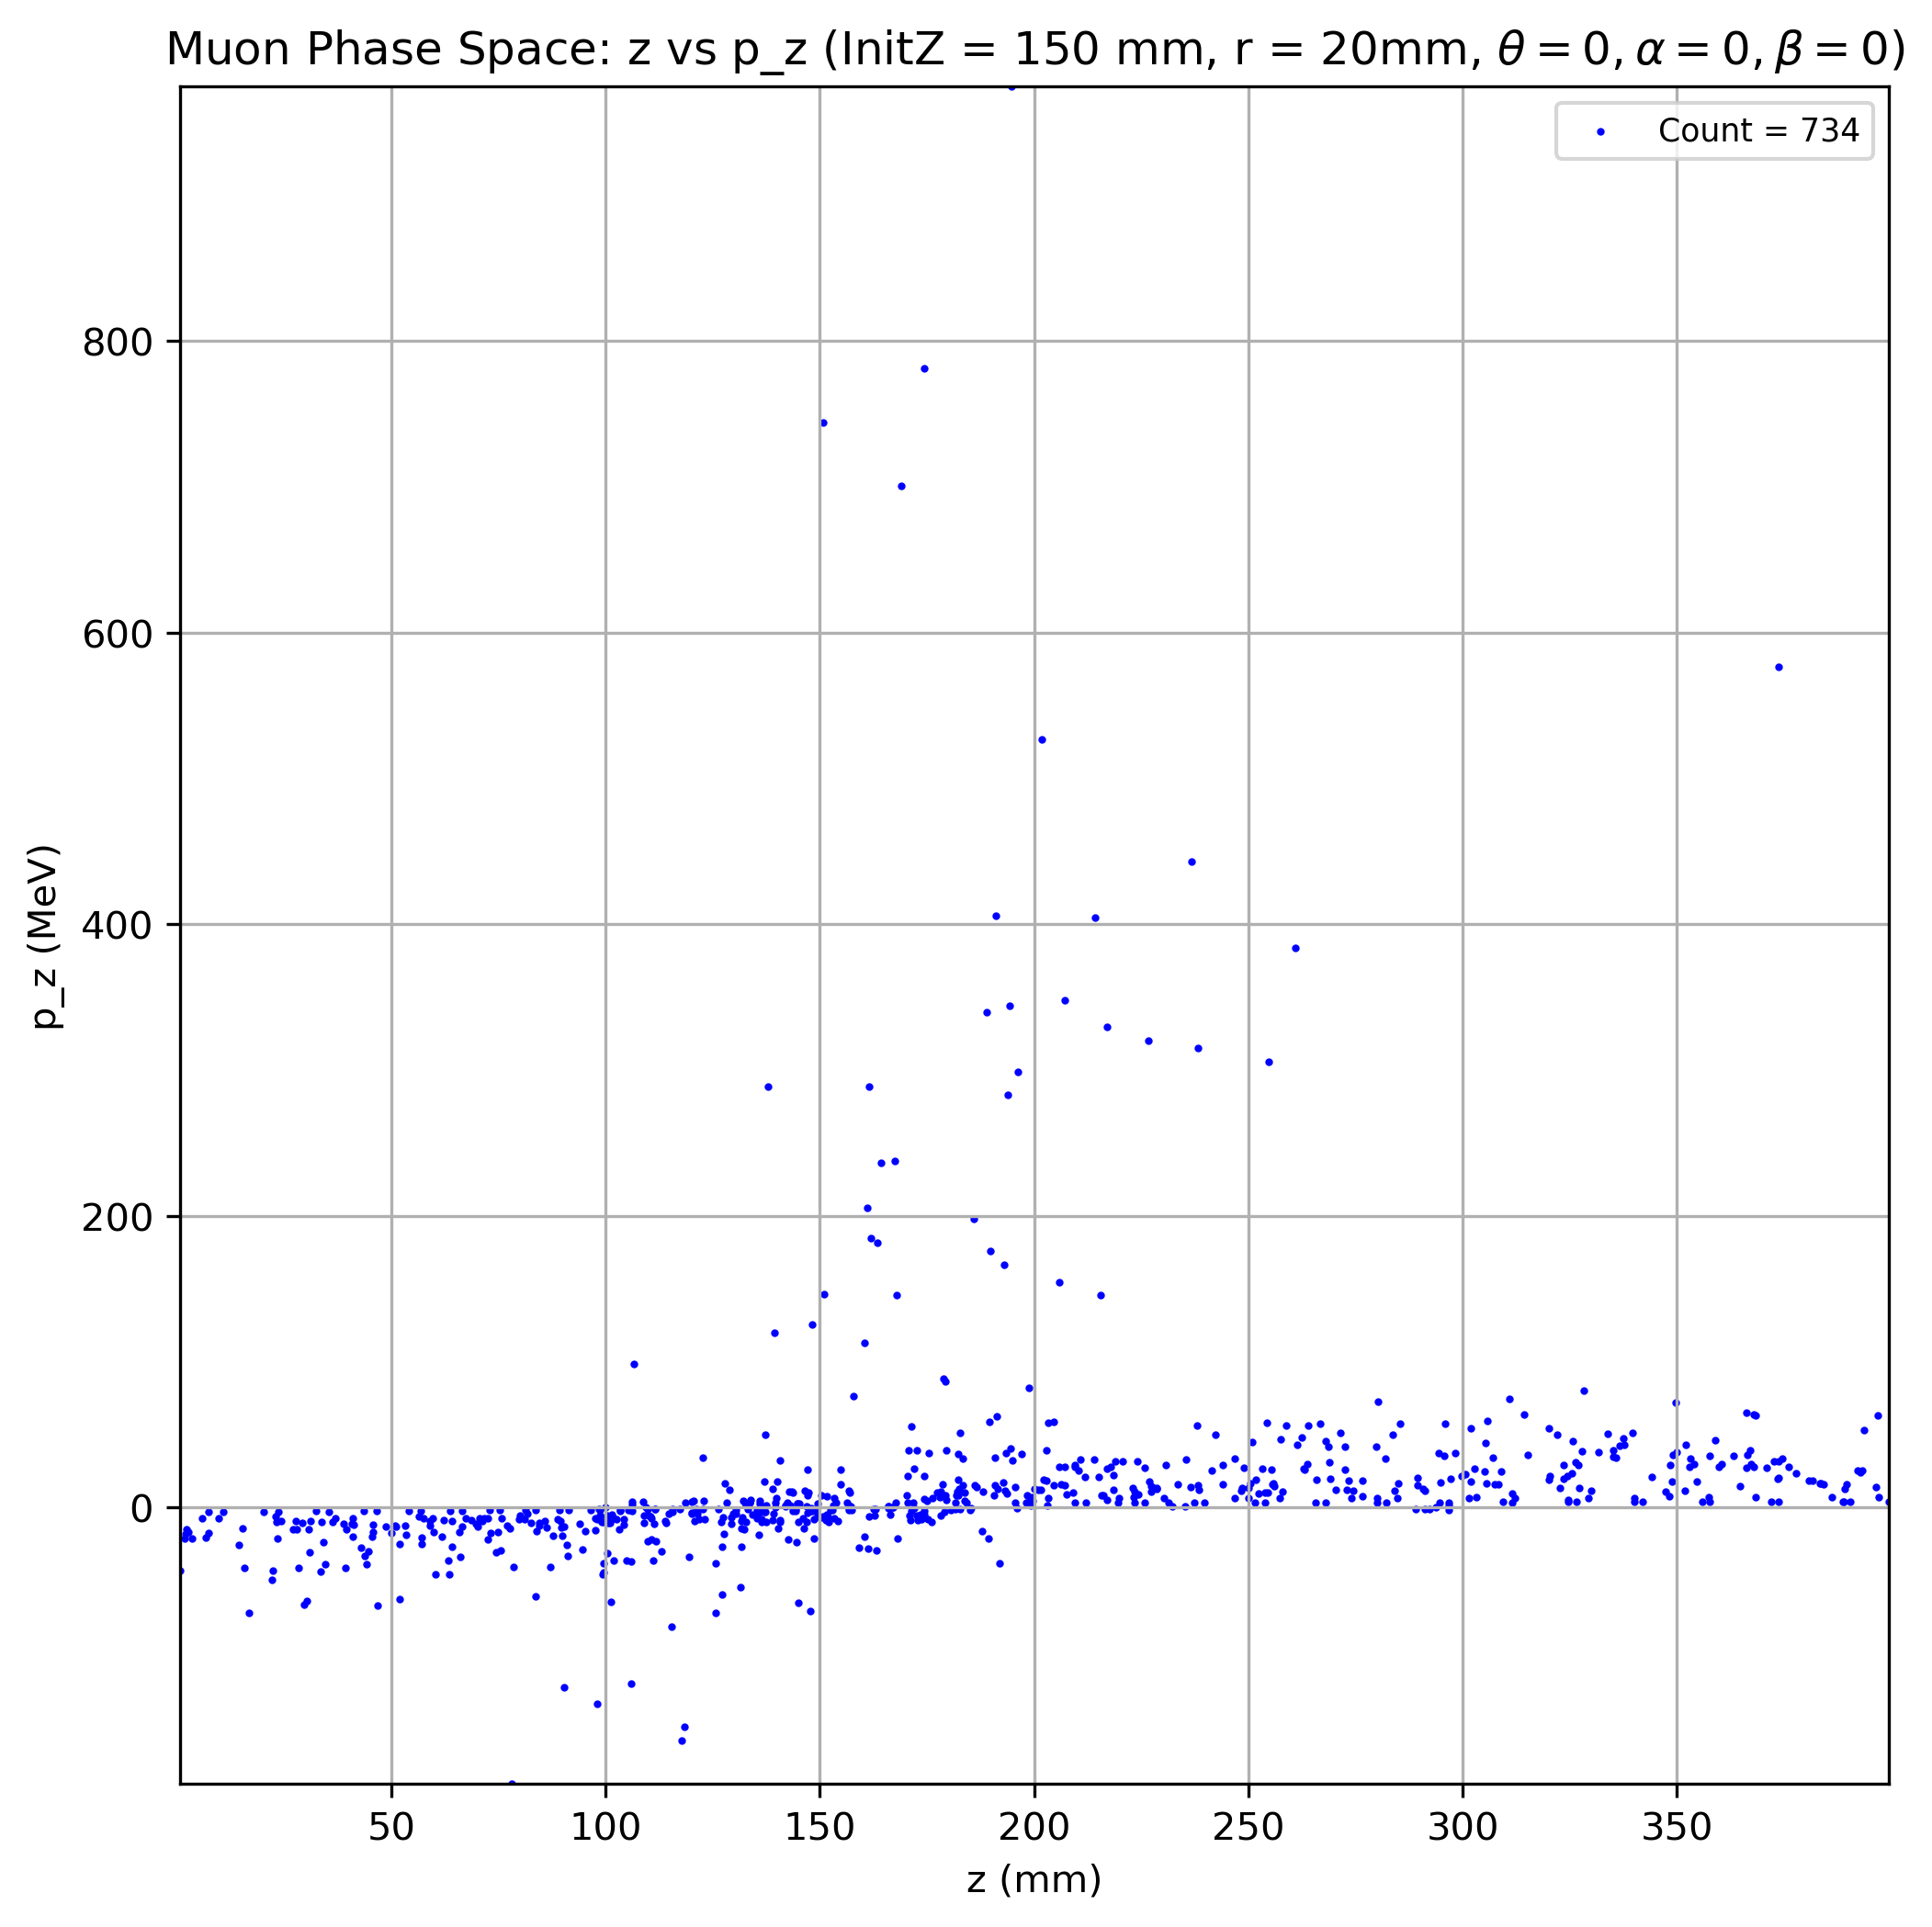 Muon Phase Space: z vs p_z (InitZ = 150 mm, r = 20mm, θ = 0, α = 0, β = 0)
Count = 734
800
600
400
200
0
p_z (MeV)
50 100 150 200 250 300 350
z (mm)